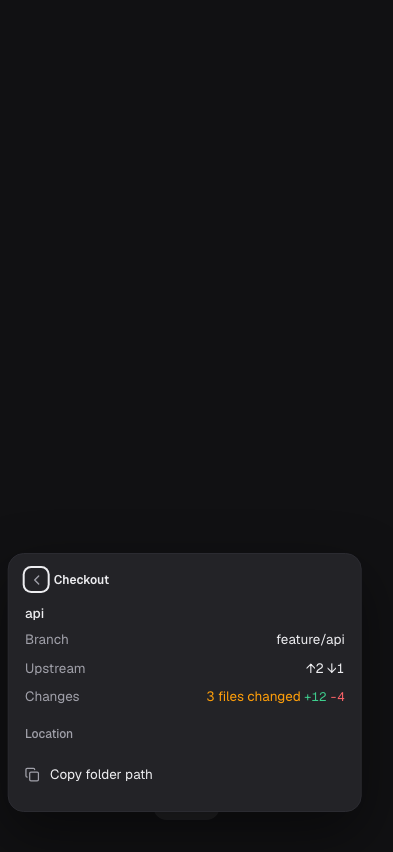 Checkout
api
Branch feature/api
Upstream ↑2 ↓1
Changes 3 files changed +12 -4
Location
Copy folder path